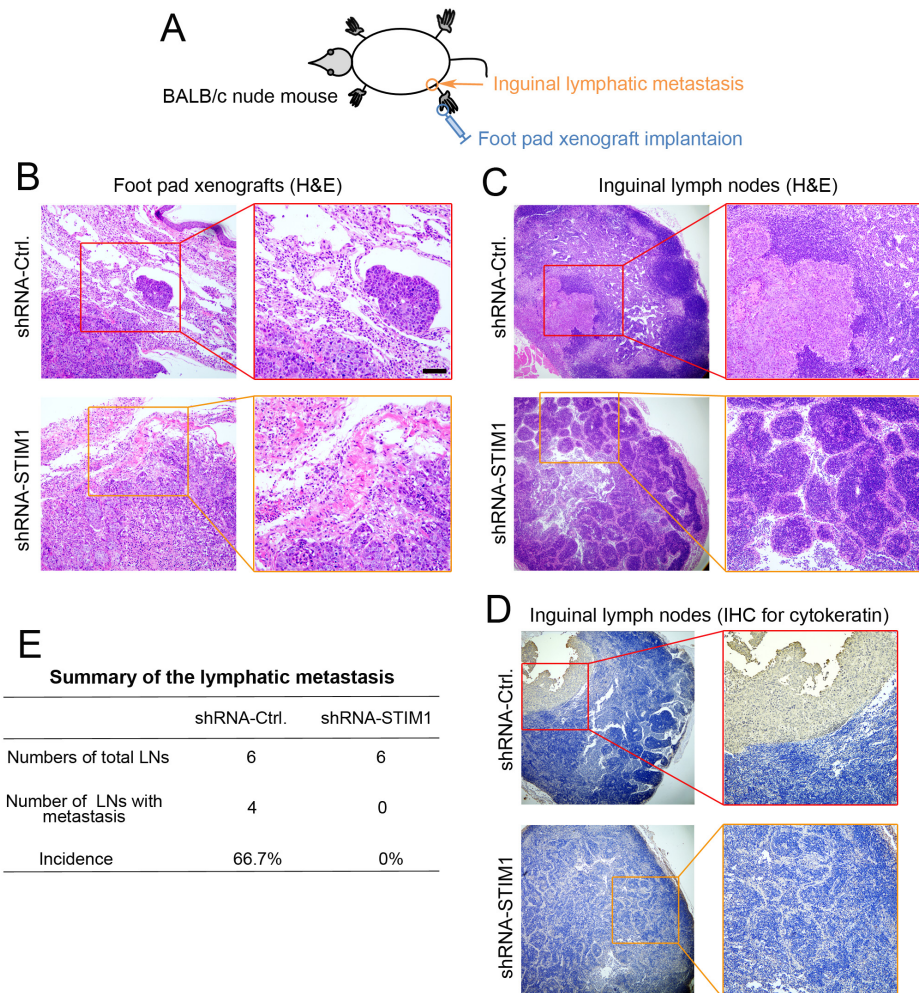 A
BALB/c nude mouse
Inguinal lymphatic metastasis
Foot pad xenograft implantaion
B
Foot pad xenografts (H&E)
shRNA-Ctrl.
shRNA-STIM1
C
Inguinal lymph nodes (H&E)
shRNA-Ctrl.
shRNA-STIM1
D
Inguinal lymph nodes (IHC for cytokeratin)
shRNA-Ctrl.
shRNA-STIM1
E
Summary of the lymphatic metastasis
shRNA-Ctrl. shRNA-STIM1
Numbers of total LNs 6 6
Number of LNs with
metastasis 4 0
Incidence 66.7% 0%